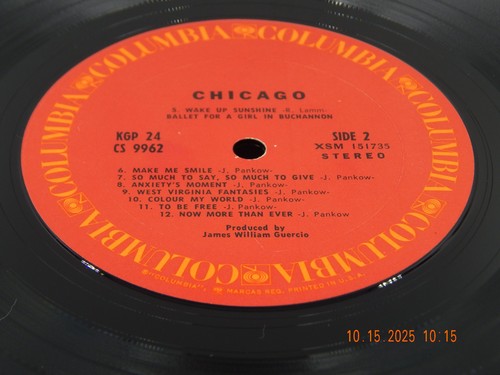 COLUMBIA COLUMBIA COLUMBIA COLUMBIA COLUMBIA COLUMBIA
CHICAGO
5. WAKE UP SUNSHINE -R. Lamm-
BALLET FOR A GIRL IN BUCHANNON
KGP 24
CS 9962
SIDE 2
XSM 151735
STEREO
6. MAKE ME SMILE -J. Pankow-
7. SO MUCH TO SAY, SO MUCH TO GIVE -J. Pankow-
8. ANXIETY'S MOMENT -J. Pankow-
9. WEST VIRGINIA FANTASIES -J. Pankow-
10. COLOUR MY WORLD -J. Pankow-
11. TO BE FREE -J. Pankow-
12. NOW MORE THAN EVER -J. Pankow
Produced by
James William Guercio
®"COLUMBIA", MARCAS REG. PRINTED IN U.S.A.
10.15.2025 10:15